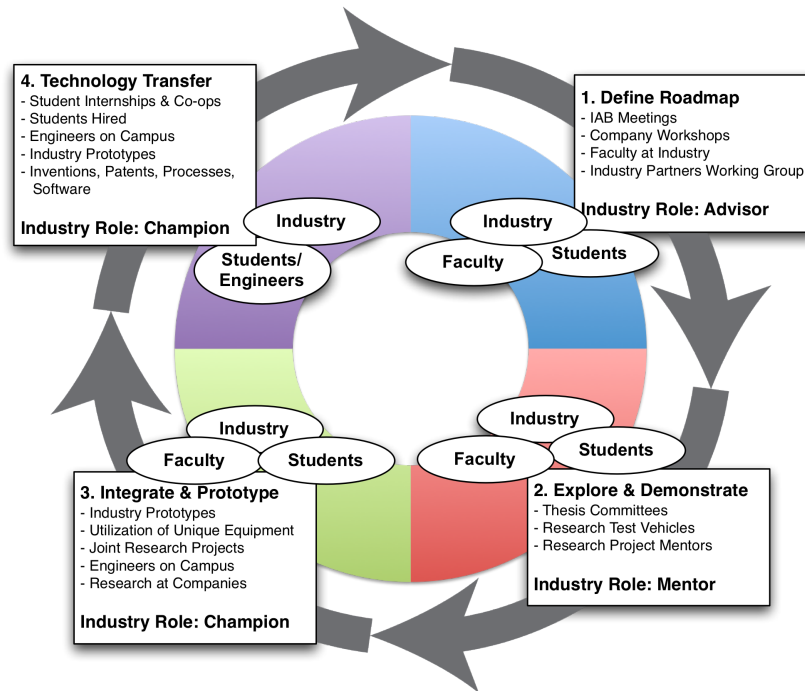 4. Technology Transfer
- Student Internships & Co-ops
- Students Hired
- Engineers on Campus
- Industry Prototypes
- Inventions, Patents, Processes,
Software
Industry Role: Champion
Industry
Students/
Engineers
1. Define Roadmap
- IAB Meetings
- Company Workshops
- Faculty at Industry
- Industry Partners Working Group
Industry Role: Advisor
Industry
Faculty
Students
Industry
Faculty
Students
2. Explore & Demonstrate
- Thesis Committees
- Research Test Vehicles
- Research Project Mentors
Industry Role: Mentor
Industry
Faculty
Students
3. Integrate & Prototype
- Industry Prototypes
- Utilization of Unique Equipment
- Joint Research Projects
- Engineers on Campus
- Research at Companies
Industry Role: Champion